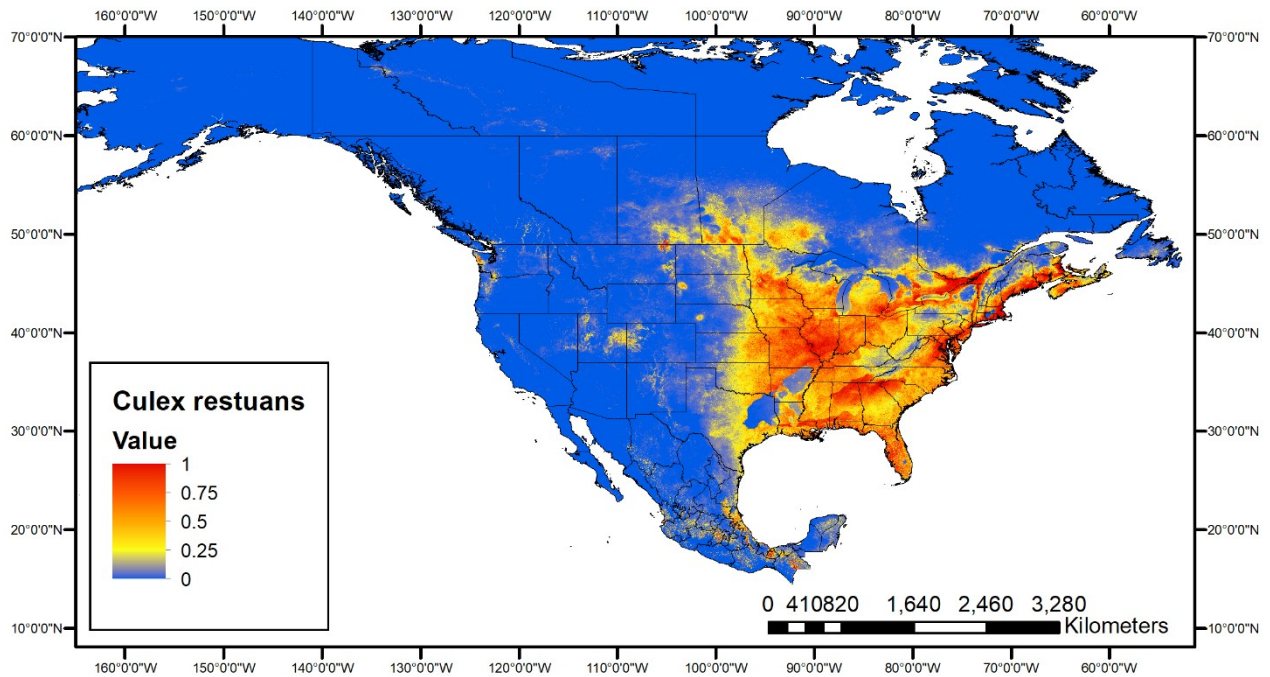 160°0'0"W 150°0'0"W 140°0'0"W 130°0'0"W 120°0'0"W 110°0'0"W 100°0'0"W 90°0'0"W 80°0'0"W 70°0'0"W 60°0'0"W
70°0'0"N 70°0'0"N
60°0'0"N 60°0'0"N
50°0'0"N 50°0'0"N
40°0'0"N 40°0'0"N
30°0'0"N 30°0'0"N
20°0'0"N 20°0'0"N
10°0'0"N 10°0'0"N
Culex restuans
Value
1
0.75
0.5
0.25
0
0 410820 1,640 2,460 3,280
Kilometers
160°0'0"W 150°0'0"W 140°0'0"W 130°0'0"W 120°0'0"W 110°0'0"W 100°0'0"W 90°0'0"W 80°0'0"W 70°0'0"W 60°0'0"W